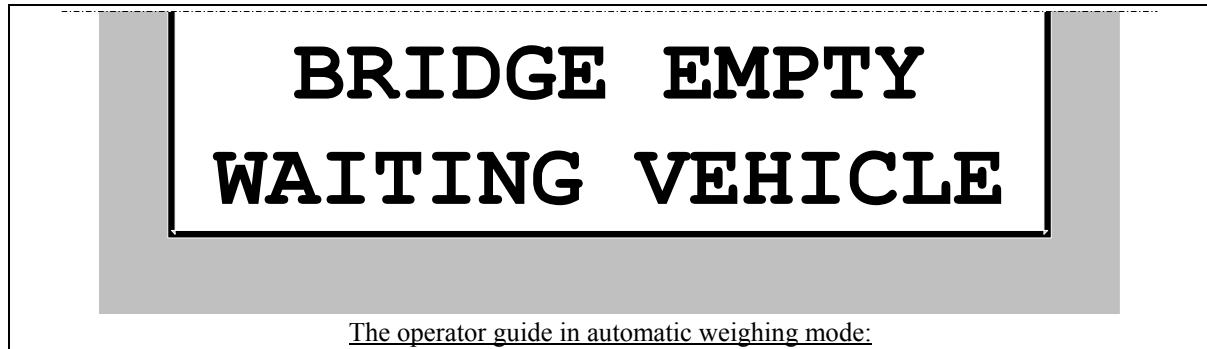 BRIDGE EMPTY
WAITING VEHICLE
The operator guide in automatic weighing mode: